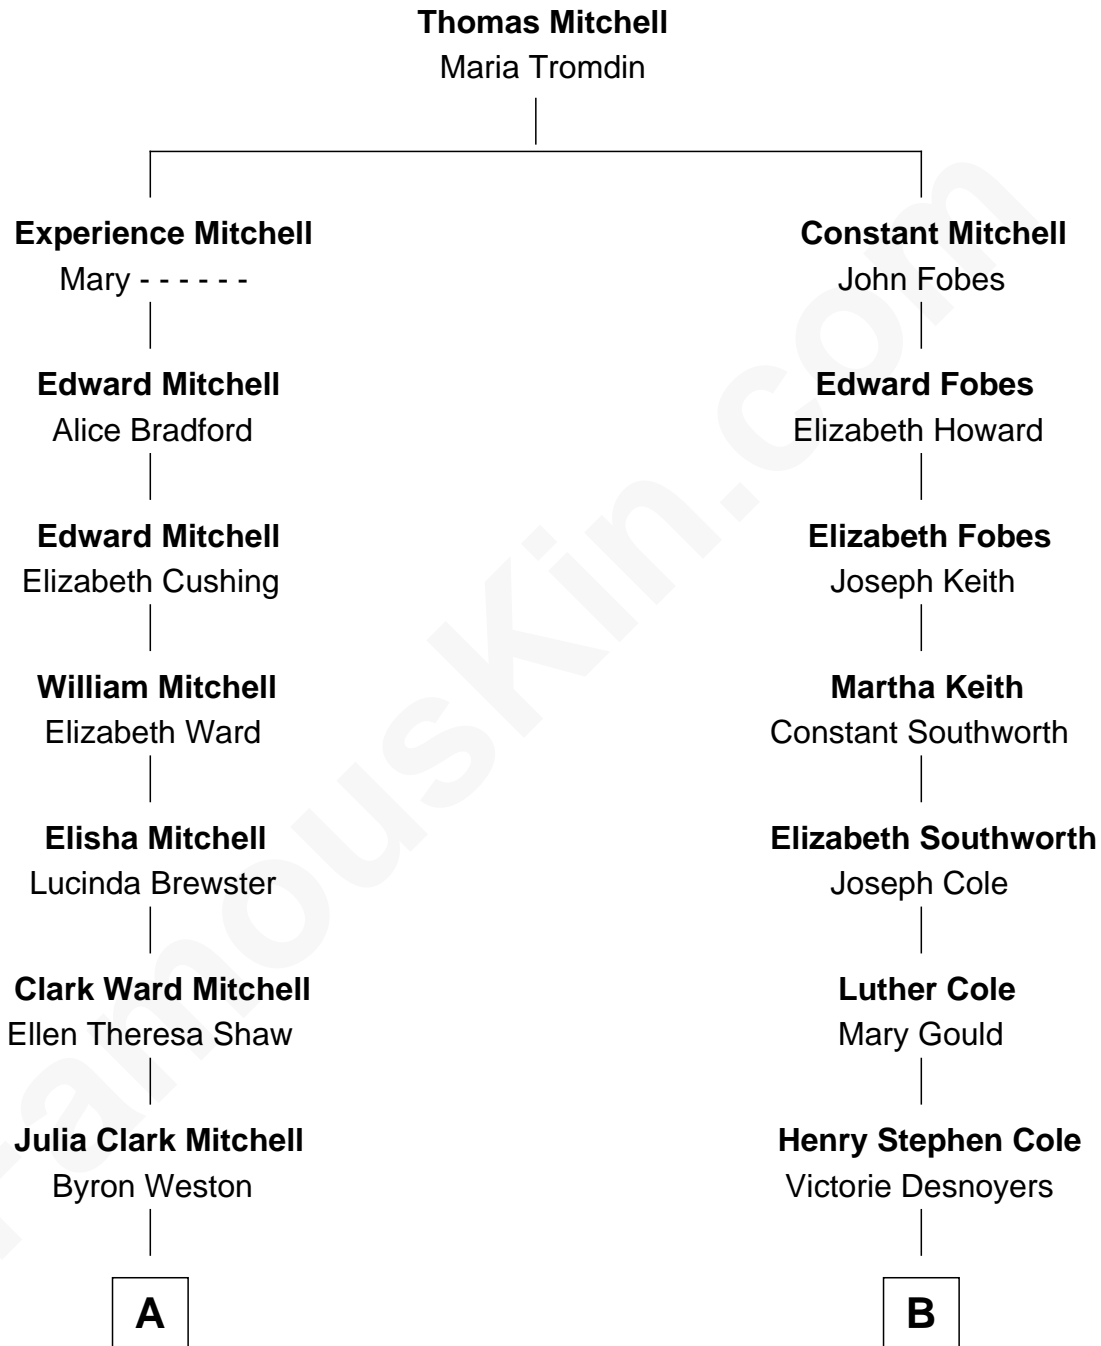 Thomas Mitchell
Maria Tromdin
Experience Mitchell
Mary - - - - - -
Constant Mitchell
John Fobes
Edward Mitchell
Alice Bradford
Edward Fobes
Elizabeth Howard
Edward Mitchell
Elizabeth Cushing
Elizabeth Fobes
Joseph Keith
William Mitchell
Elizabeth Ward
Martha Keith
Constant Southworth
Elisha Mitchell
Lucinda Brewster
Elizabeth Southworth
Joseph Cole
Clark Ward Mitchell
Ellen Theresa Shaw
Luther Cole
Mary Gould
Julia Clark Mitchell
Byron Weston
Henry Stephen Cole
Victorie Desnoyers
A
B
FamousKin.com